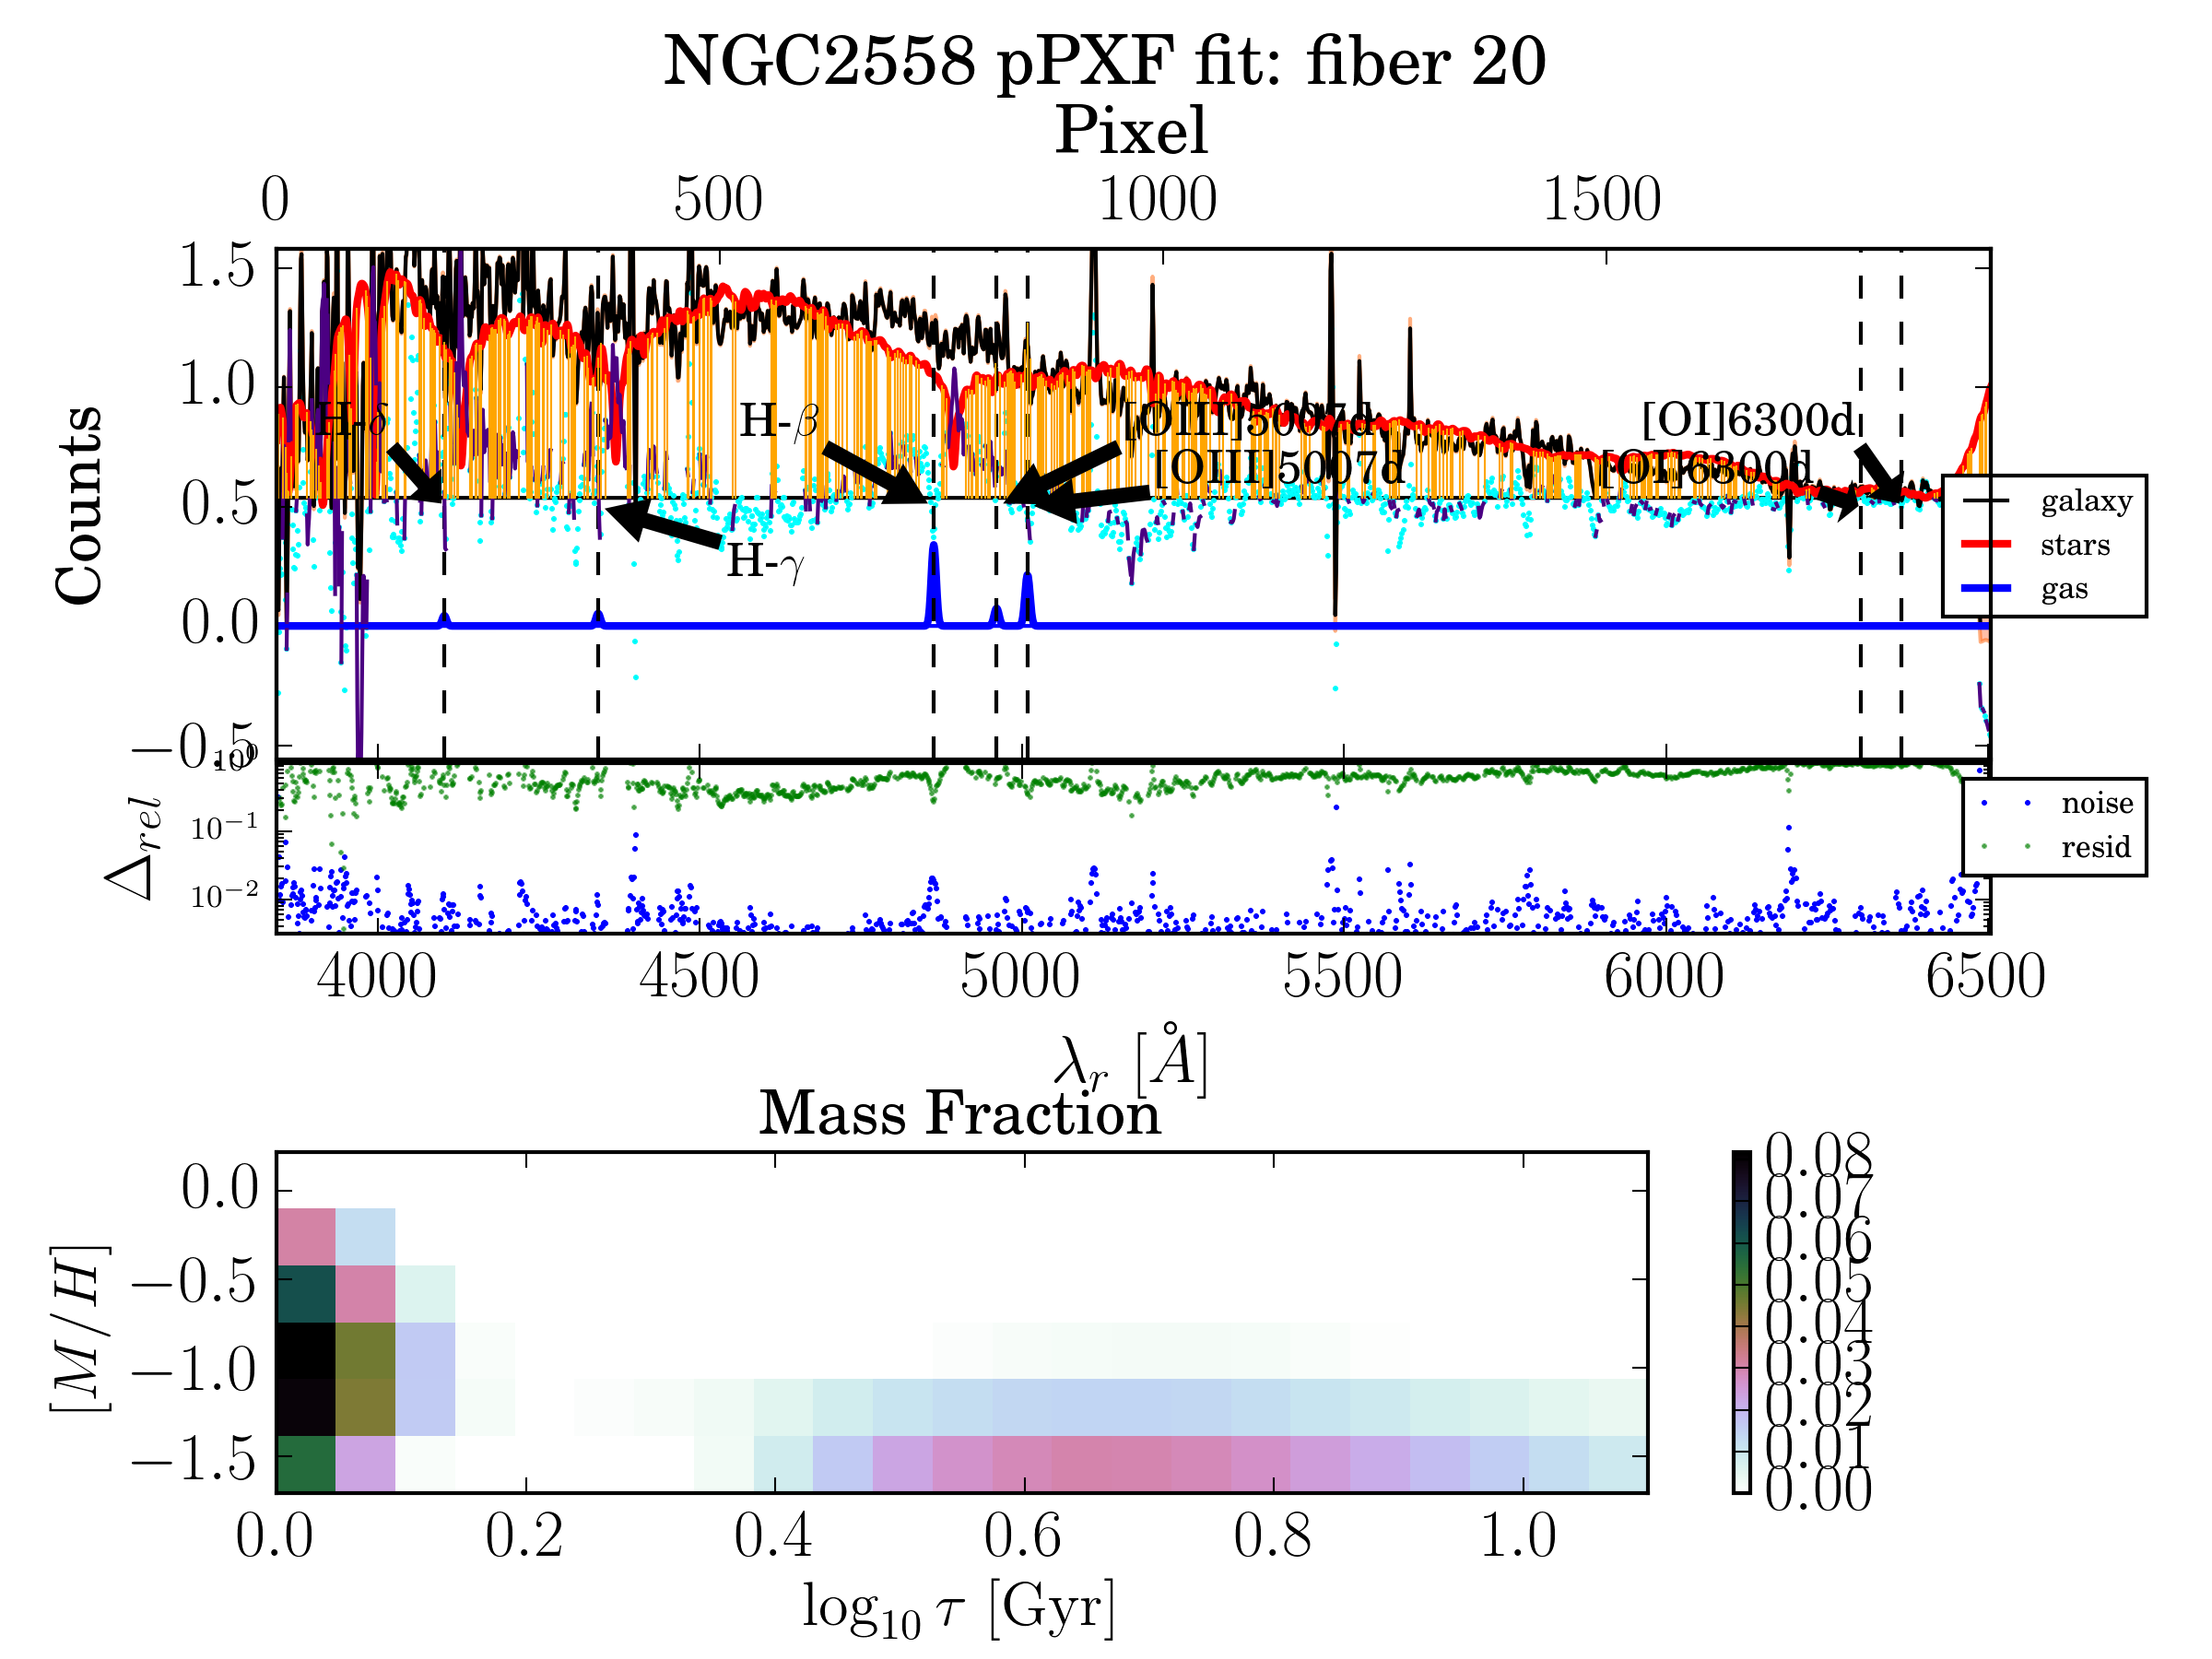 NGC2558 pPXF fit: fiber 20
Pixel
0 500 1000 1500
1.5
1.0
0.5
0.0
−0.5
Counts
H-δ
H-β
H-γ
[OIII]5007d
[OIII]5007d
[OI]6300d
[OI]6300d
galaxy
stars
gas
10⁰
10⁻¹
10⁻²
Δrel
noise
resid
4000 4500 5000 5500 6000 6500
λr [Å]
Mass Fraction
0.0
−0.5
−1.0
−1.5
[M/H]
0.0 0.2 0.4 0.6 0.8 1.0
log₁₀ τ [Gyr]
0.08
0.07
0.06
0.05
0.04
0.03
0.02
0.01
0.00